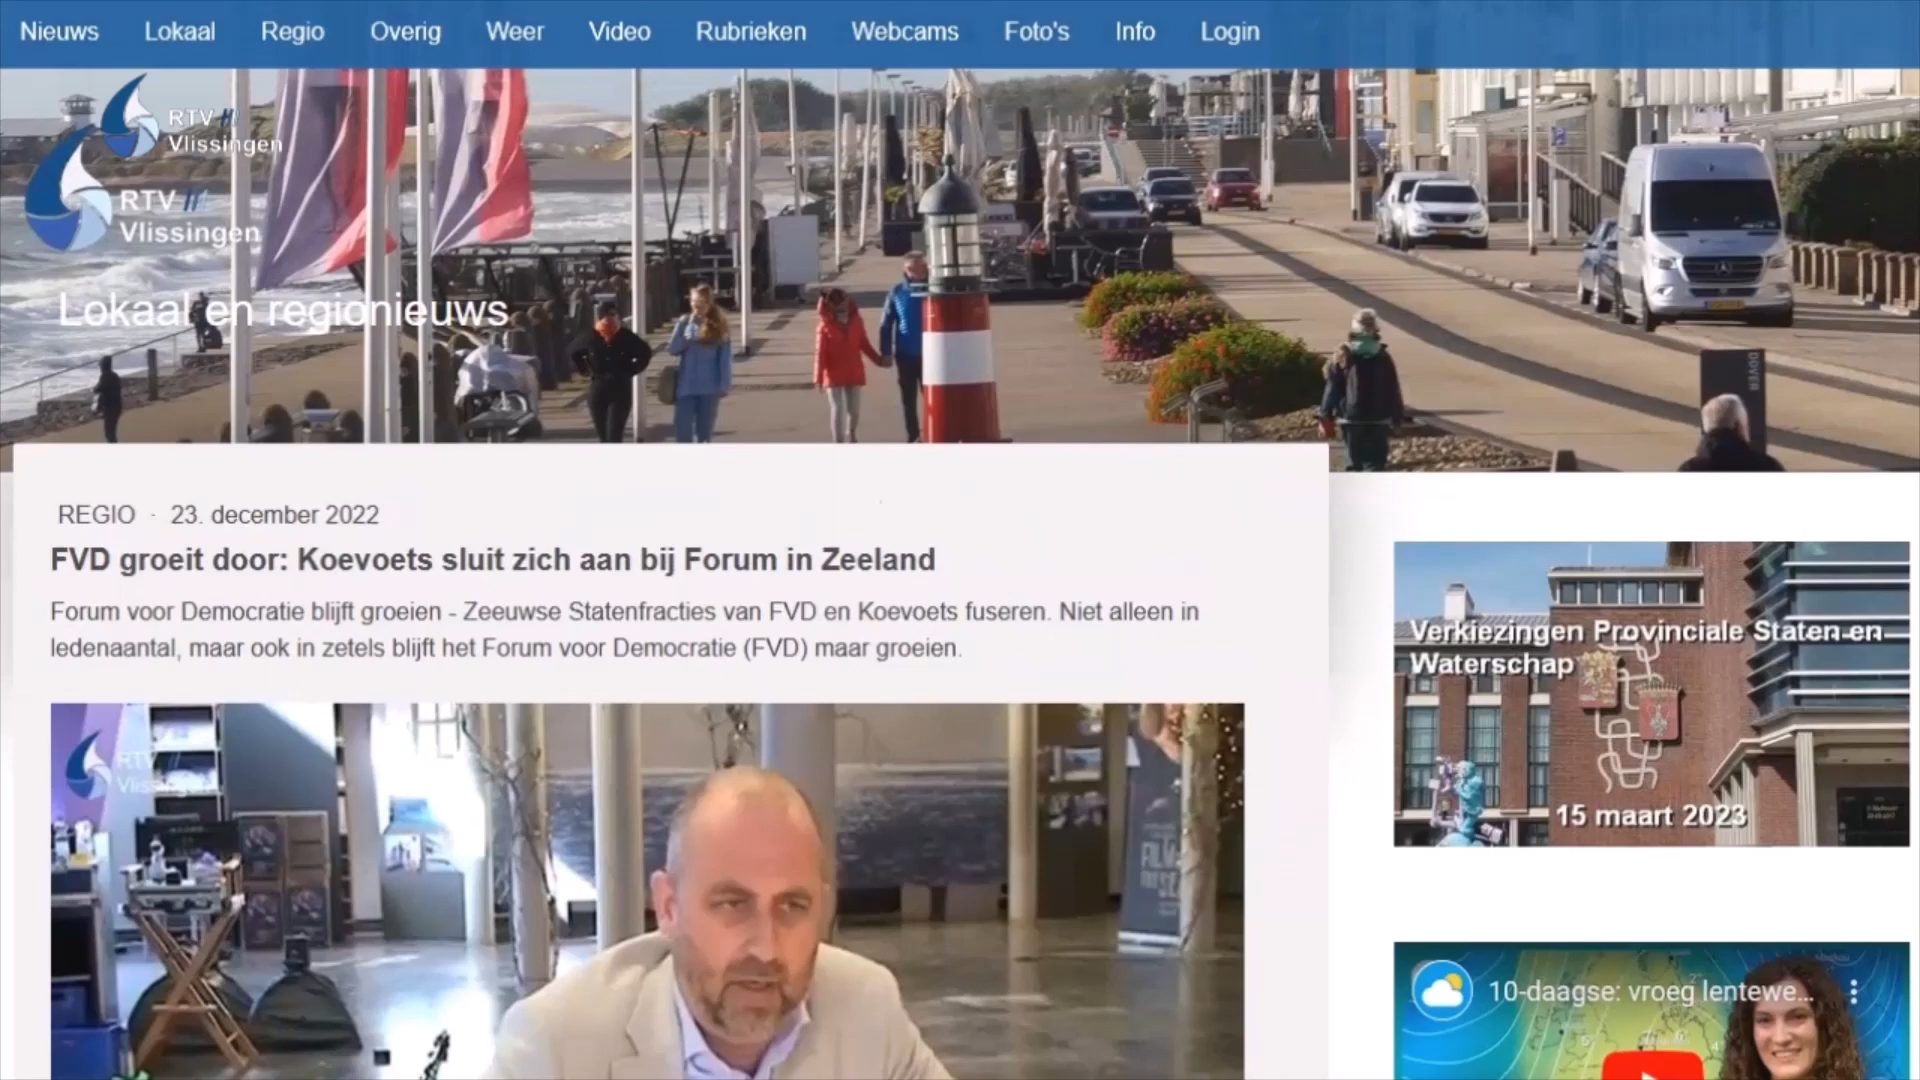 Nieuws Lokaal Regio Overig Weer Video Rubrieken Webcams Foto's Info Login
RTV
Vlissingen
RTV
Vlissingen
Lokaal en regionieuws
DOVER
REGIO - 23. december 2022
FVD groeit door: Koevoets sluit zich aan bij Forum in Zeeland
Forum voor Democratie blijft groeien - Zeeuwse Statenfracties van FVD en Koevoets fuseren. Niet alleen in
ledenaantal, maar ook in zetels blijft het Forum voor Democratie (FVD) maar groeien.
RTV
Vlissingen
Verkiezingen Provinciale Staten en
Waterschap
15 maart 2023
10-daagse: vroeg lentewe...